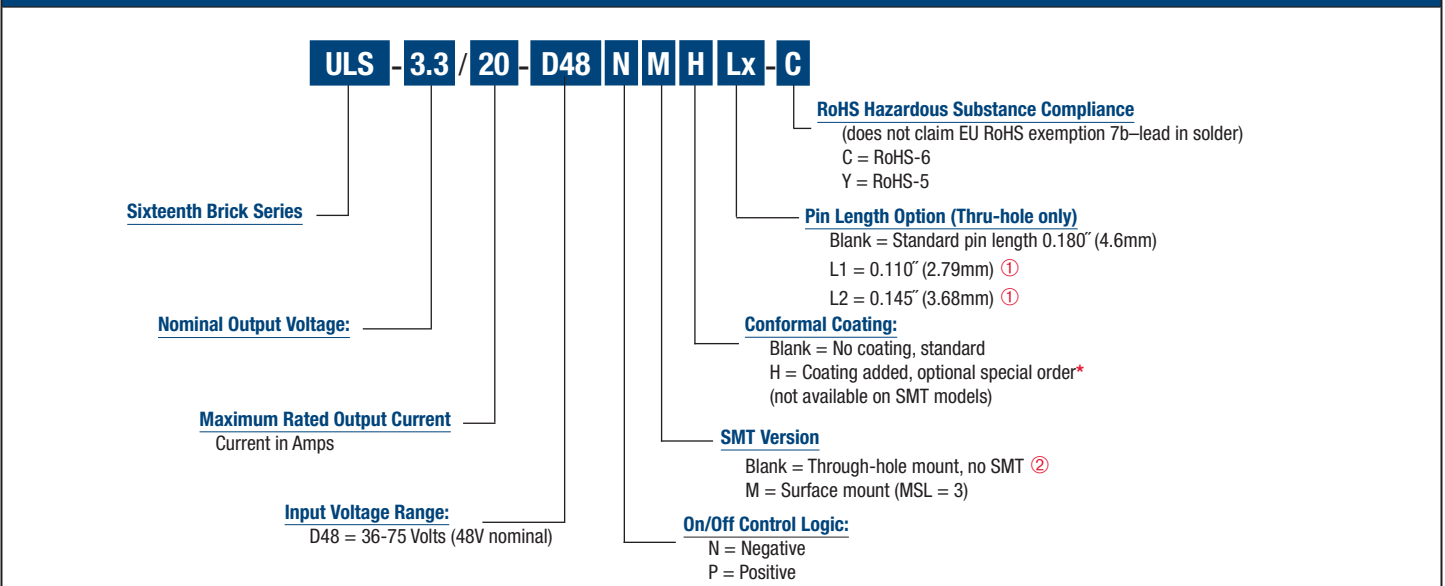 ULS - 3.3 / 20 - D48 N M H Lx - C
RoHS Hazardous Substance Compliance
(does not claim EU RoHS exemption 7b–lead in solder)
C = RoHS-6
Y = RoHS-5
Sixteenth Brick Series
Pin Length Option (Thru-hole only)
Blank = Standard pin length 0.180˝ (4.6mm)
L1 = 0.110˝ (2.79mm) ①
L2 = 0.145˝ (3.68mm) ①
Nominal Output Voltage:
Conformal Coating:
Blank = No coating, standard
H = Coating added, optional special order*
(not available on SMT models)
Maximum Rated Output Current
Current in Amps
SMT Version
Blank = Through-hole mount, no SMT ②
M = Surface mount (MSL = 3)
Input Voltage Range:
D48 = 36-75 Volts (48V nominal)
On/Off Control Logic:
N = Negative
P = Positive